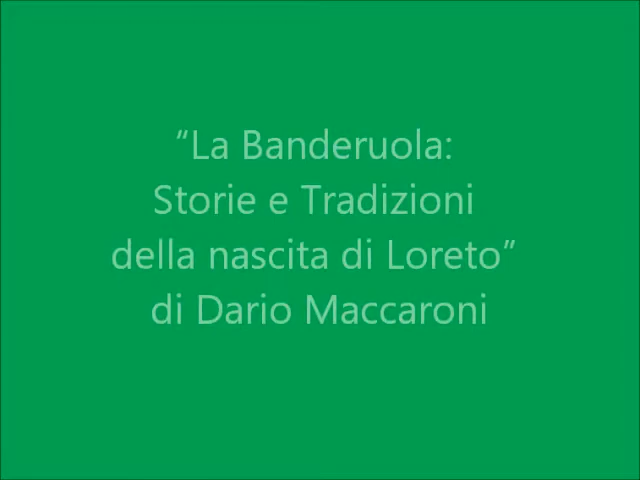 “La Banderuola:
Storie e Tradizioni
della nascita di Loreto”
di Dario Maccaroni